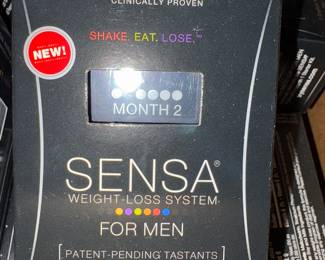 CLINICALLY PROVEN
SHAKE. EAT. LOSE.™
NEW!
MONTH 2
SENSA®
WEIGHT-LOSS SYSTEM
FOR MEN
[PATENT-PENDING TASTANTS]